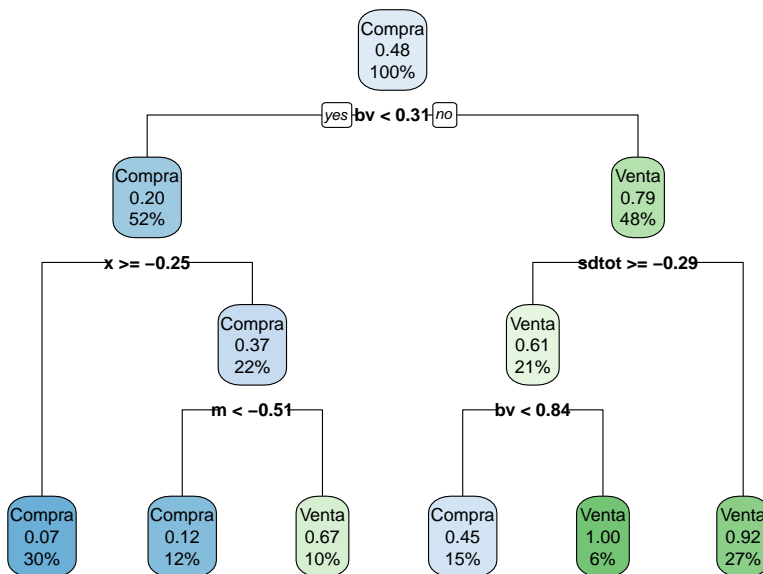 Compra
0.48
100%
yes bv < 0.31 no
Compra
0.20
52%
Venta
0.79
48%
x >= −0.25
sdtot >= −0.29
Compra
0.37
22%
Venta
0.61
21%
m < −0.51
bv < 0.84
Compra
0.07
30%
Compra
0.12
12%
Venta
0.67
10%
Compra
0.45
15%
Venta
1.00
6%
Venta
0.92
27%